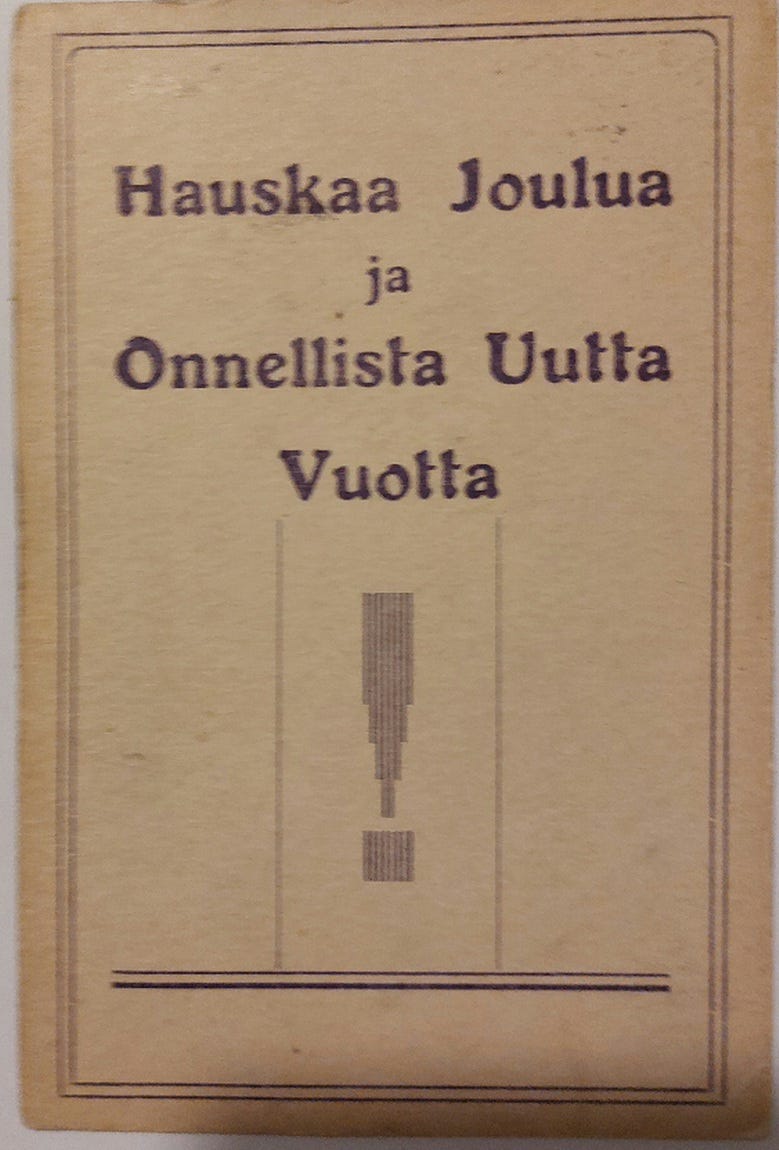 Hauskaa Joulua
ja
Onnellista Uutta
Vuotta
!